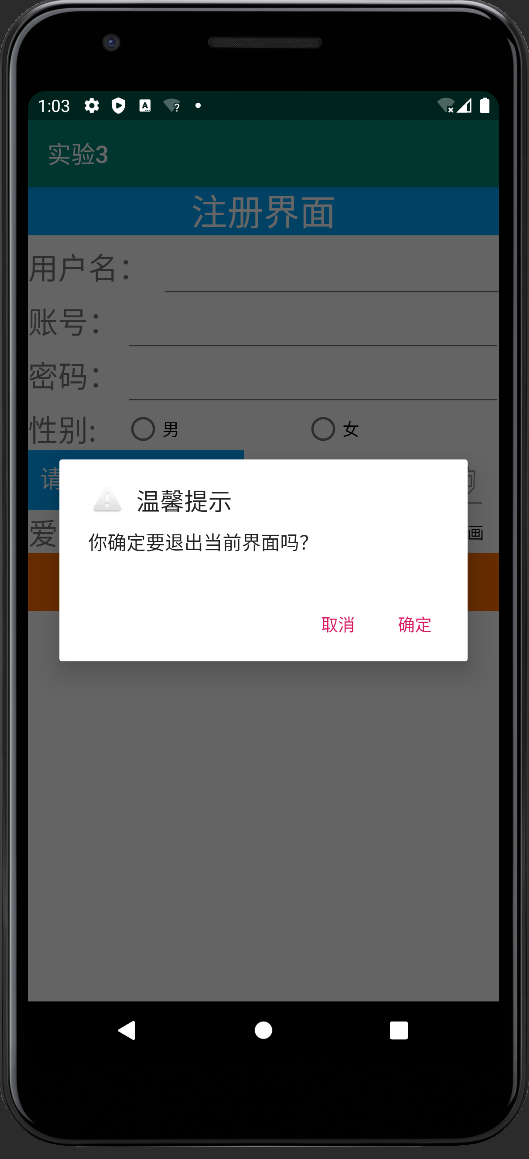 1:03
实验3
注册界面
用户名：
账号：
密码：
性别: 男 女
请
温馨提示
你确定要退出当前界面吗？
爱 画
取消 确定